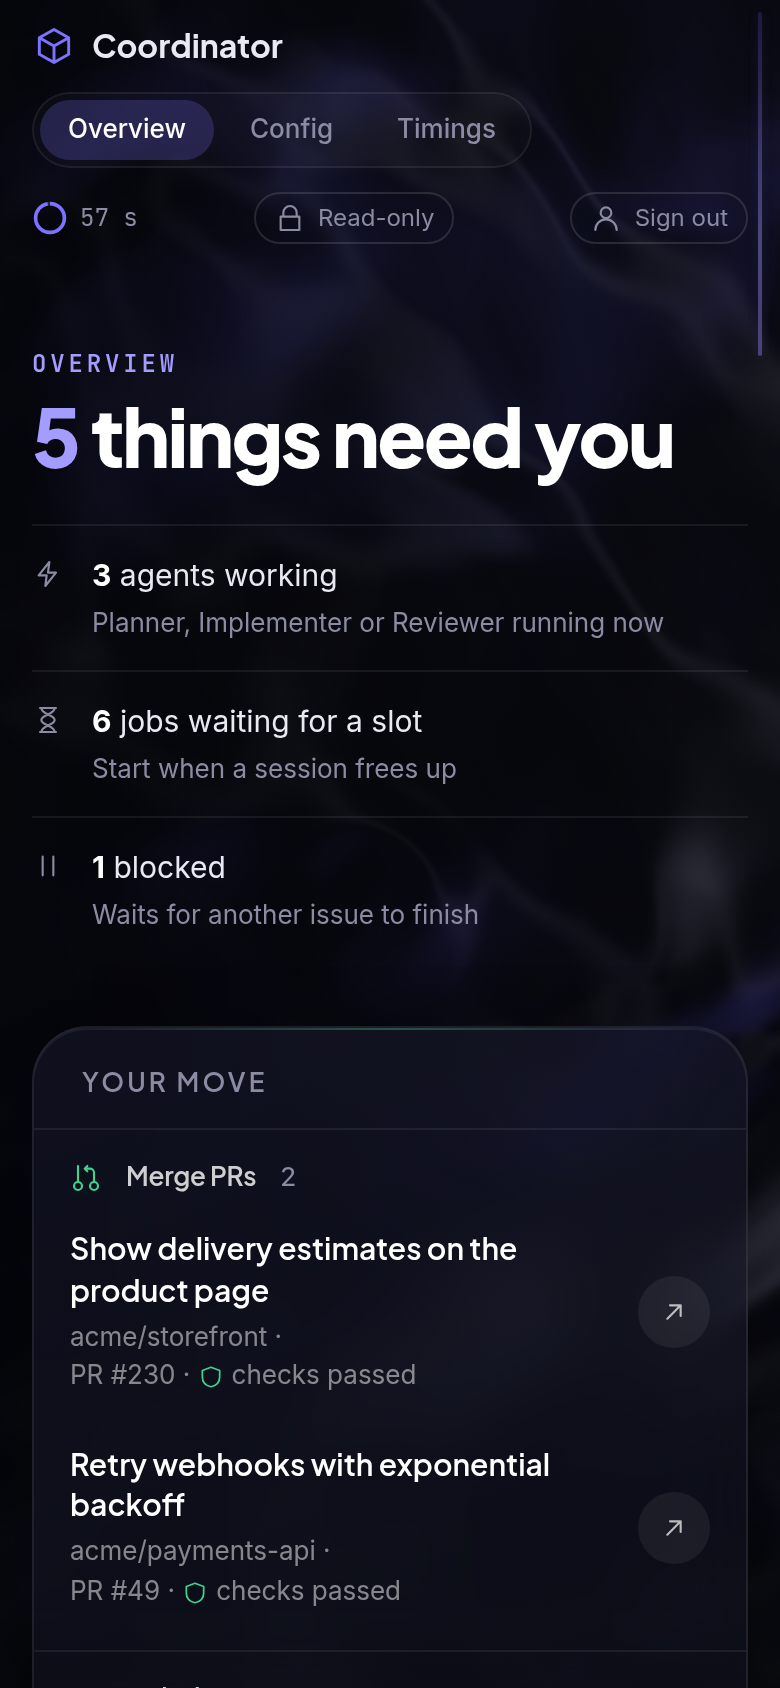 Coordinator
Overview Config Timings
57 s Read-only Sign out
OVERVIEW
5 things need you
3 agents working
Planner, Implementer or Reviewer running now
6 jobs waiting for a slot
Start when a session frees up
1 blocked
Waits for another issue to finish
YOUR MOVE
Merge PRs 2
Show delivery estimates on the
product page
acme/storefront ·
PR #230 · checks passed
Retry webhooks with exponential
backoff
acme/payments-api ·
PR #49 · checks passed